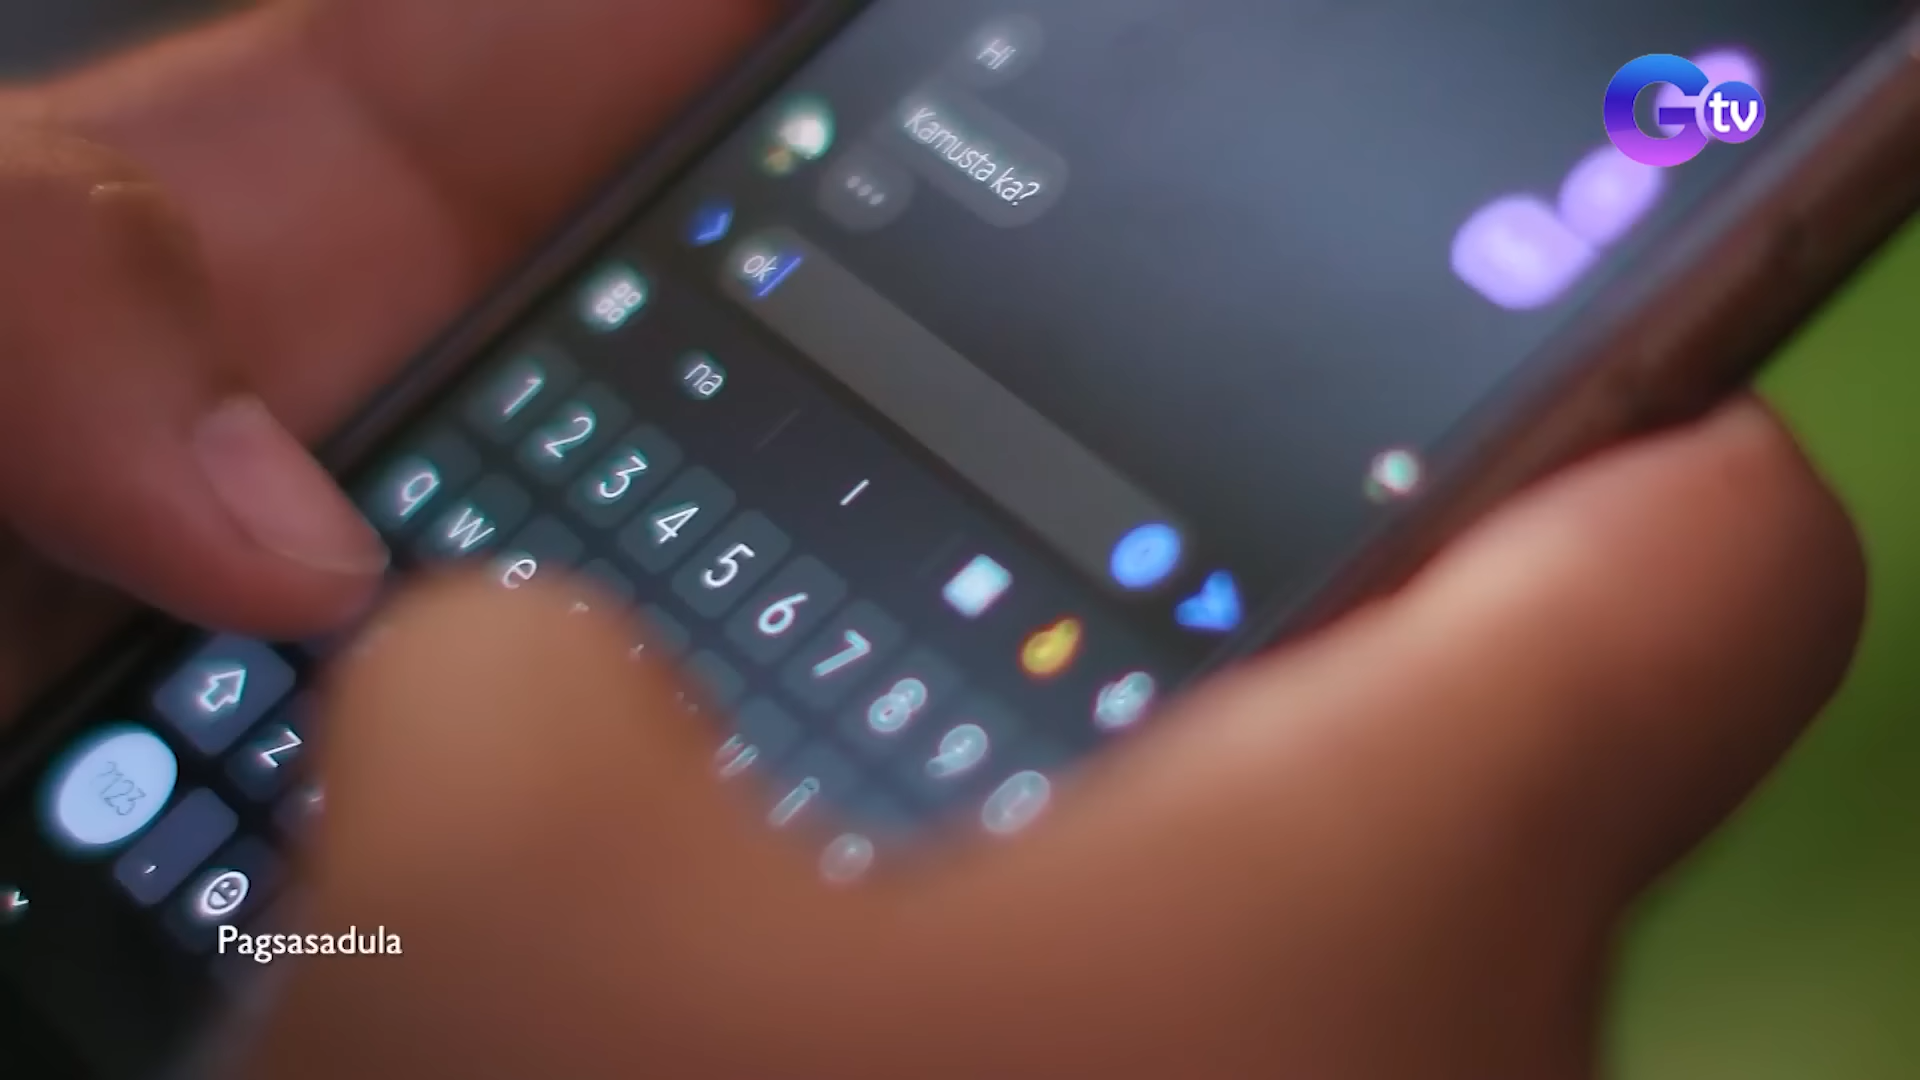 Hi
Kamusta ka?
ok
na
I
1 2 3 4 5 6 7 8 9
q w e
z
?123
,
Pagsasadula
Gtv